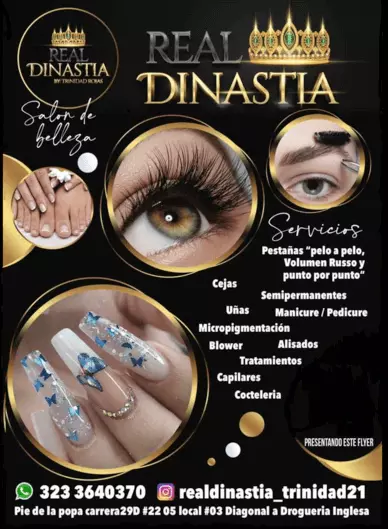 REAL
DINASTIA
BY: TRINIDAD ROJAS
REAL
DINASTIA
Salon de
belleza
Servicios
Pestañas "pelo a pelo,
Volumen Russo y
punto por punto"
Cejas
Semipermanentes
Uñas
Manicure / Pedicure
Micropigmentación
Blower
Alisados
Tratamientos
Capilares
Cocteleria
PRESENTANDO ESTE FLYER
323 3640370
realdinastia_trinidad21
Pie de la popa carrera29D #22 05 local #03 Diagonal a Drogueria Inglesa